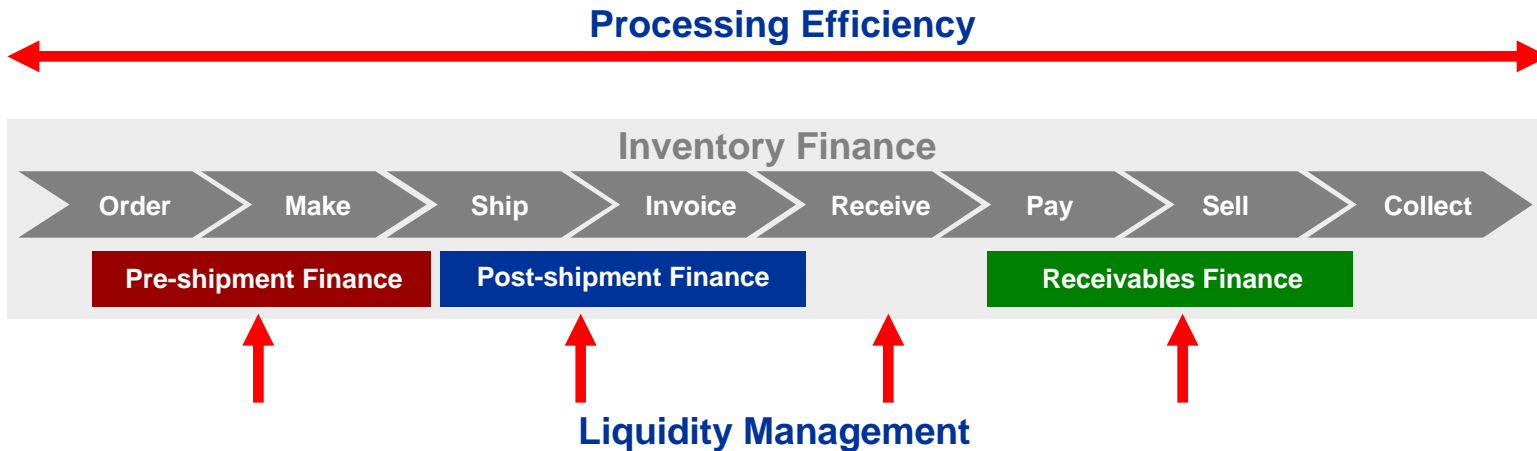 Processing Efficiency
Inventory Finance
Order Make Ship Invoice Receive Pay Sell Collect
Pre-shipment Finance Post-shipment Finance Receivables Finance
Liquidity Management